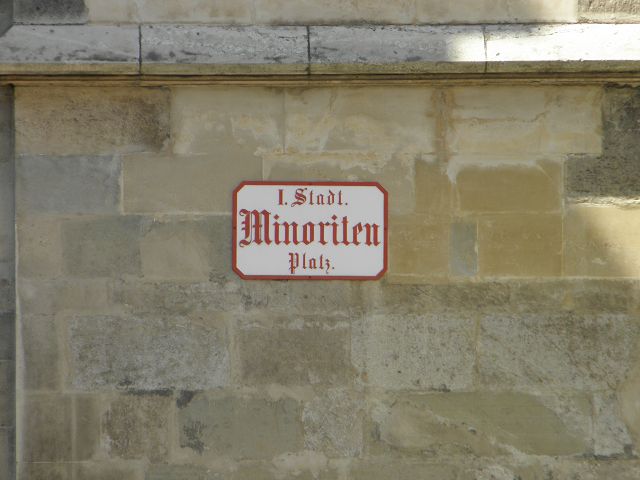 I. Stadt.
Minoriten
Platz.